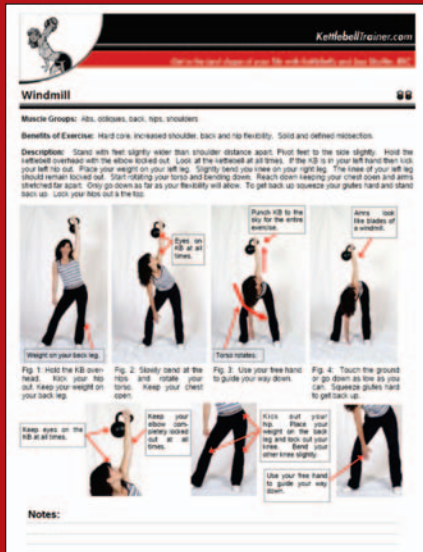 KettlebellTrainer.com
Get in the best shape of your life with Kettlebells and
Windmill
Muscle Groups: Abs, obliques, back, hips, shoulders
Benefits of Exercise: Hard core, increased shoulder, back and hip flexibility. Solid and defined midsection.
Description: Stand with feet slightly wider than shoulder distance apart. Pivot feet to the side slightly. Hold the
kettlebell overhead with the elbow locked out. Look at the kettlebell at all times. If the KB is in your left hand then kick
your left hip out. Place your weight on your left leg. Slightly bend you knee on your right leg. The knee of your left leg
should remain locked out. Start rotating your torso and bending down. Reach down keeping your chest open and arms
stretched far apart. Only go down as far as your flexibility will allow. To get back up squeeze your glutes hard and stand
back up. Lock your hips out a the top.
Eyes on
KB at all
times.
Punch KB to the
sky for the entire
exercise.
Arms look
like blades of
a windmill.
Weight on your back leg.
Torso rotates.
Fig. 1: Hold the KB over-
head. Kick your hip
out. Keep your weight on
your back leg.
Fig. 2: Slowly bend at the
hips and rotate your
torso. Keep your chest
open.
Fig. 3: Use your free hand
to guide your way down.
Fig. 4: Touch the ground
or go down as low as you
can. Squeeze glutes hard
to get back up.
Keep eyes on the
KB at all times.
Keep your
elbow com-
pletely locked
out at all
times.
Kick out your
hip. Place your
weight on the back
leg and lock out your
knee. Bend your
other knee slightly.
Use your free hand
to guide your way
down.
Notes: